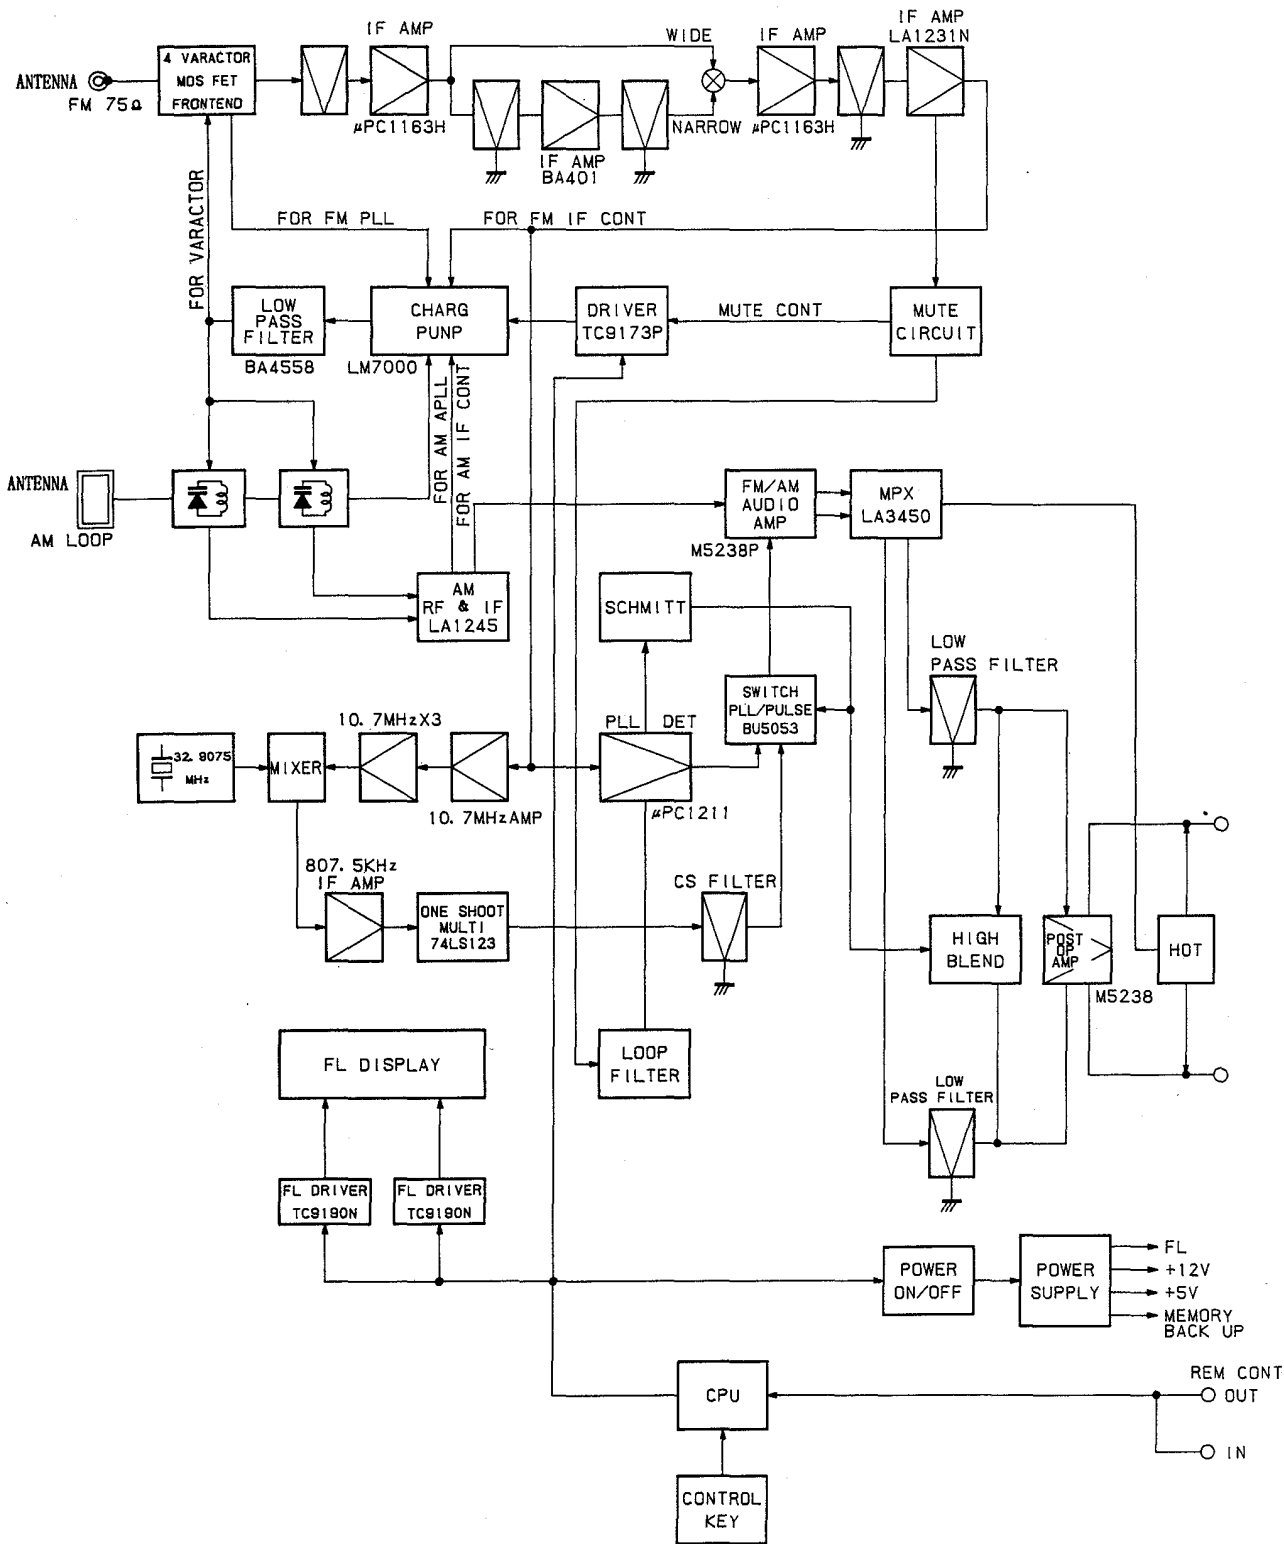 IF AMP
LA1231N
IF AMP
WIDE
IF AMP
4 VARACTOR
MOS FET
FRONTEND
ANTENNA
FM 75Ω
μPC1163H
NARROW
μPC1163H
IF AMP
BA401
FOR VARACTOR
FOR FM PLL
FOR FM IF CONT
LOW
PASS
FILTER
BA4558
CHARG
PUNP
LM7000
DRIVER
TC9173P
MUTE CONT
MUTE
CIRCUIT
FOR AM APLL
FOR AM IF CONT
ANTENNA
AM LOOP
FM/AM
AUDIO
AMP
M5238P
MPX
LA3450
AM
RF & IF
LA1245
SCHMITT
LOW
PASS FILTER
SWITCH
PLL/PULSE
BU5053
10.7MHzX3
PLL DET
32.9075
MHz
MIXER
10.7MHzAMP
μPC1211
807.5KHz
IF AMP
CS FILTER
ONE SHOOT
MULTI
74LS123
HIGH
BLEND
POST
OP
AMP
M5238
HOT
FL DISPLAY
LOOP
FILTER
LOW
PASS FILTER
FL DRIVER
TC9190N
FL DRIVER
TC9190N
POWER
ON/OFF
POWER
SUPPLY
FL
+12V
+5V
MEMORY
BACK UP
REM CONT
CPU
OUT
IN
CONTROL
KEY